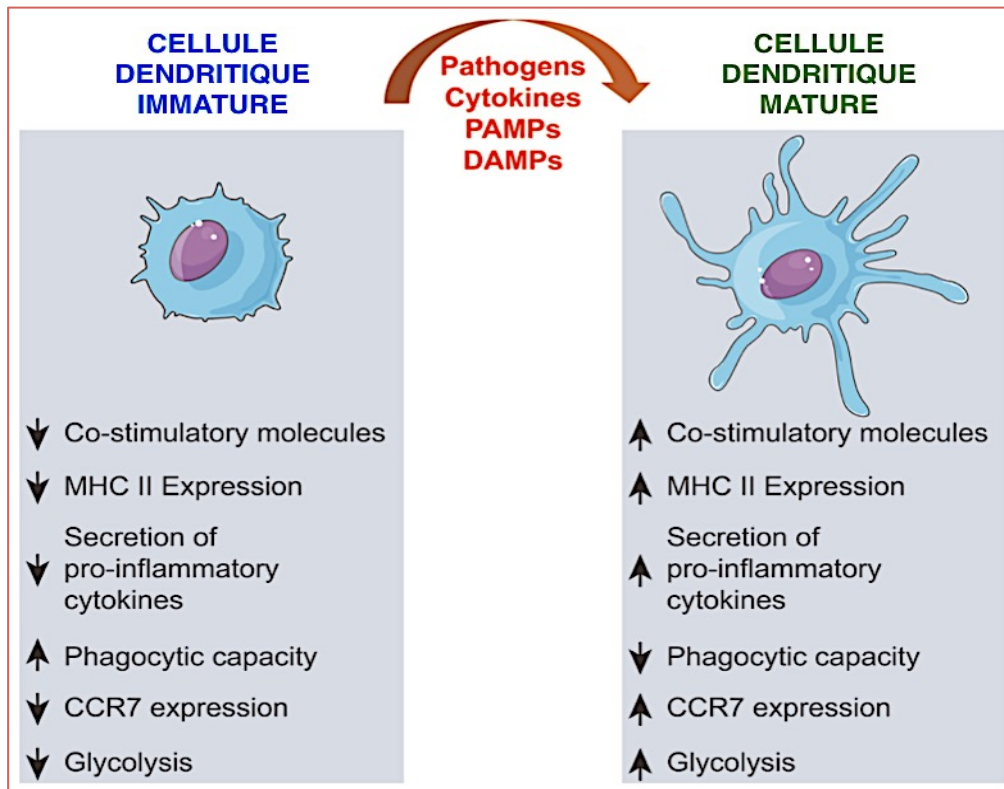 CELLULE
DENDRITIQUE
IMMATURE
Pathogens
Cytokines
PAMPs
DAMPs
CELLULE
DENDRITIQUE
MATURE
Co-stimulatory molecules
MHC II Expression
Secretion of
pro-inflammatory
cytokines
Phagocytic capacity
CCR7 expression
Glycolysis
Co-stimulatory molecules
MHC II Expression
Secretion of
pro-inflammatory
cytokines
Phagocytic capacity
CCR7 expression
Glycolysis